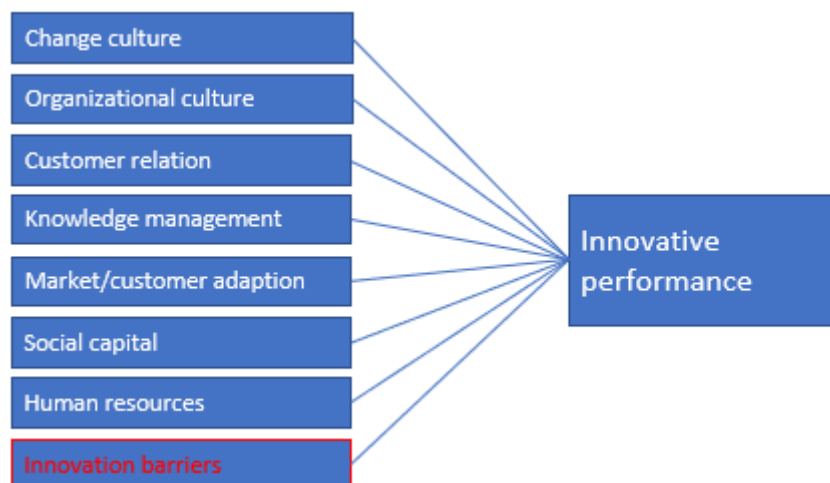 Change culture
Organizational culture
Customer relation
Knowledge management
Market/customer adaption
Social capital
Human resources
Innovation barriers
Innovative
performance